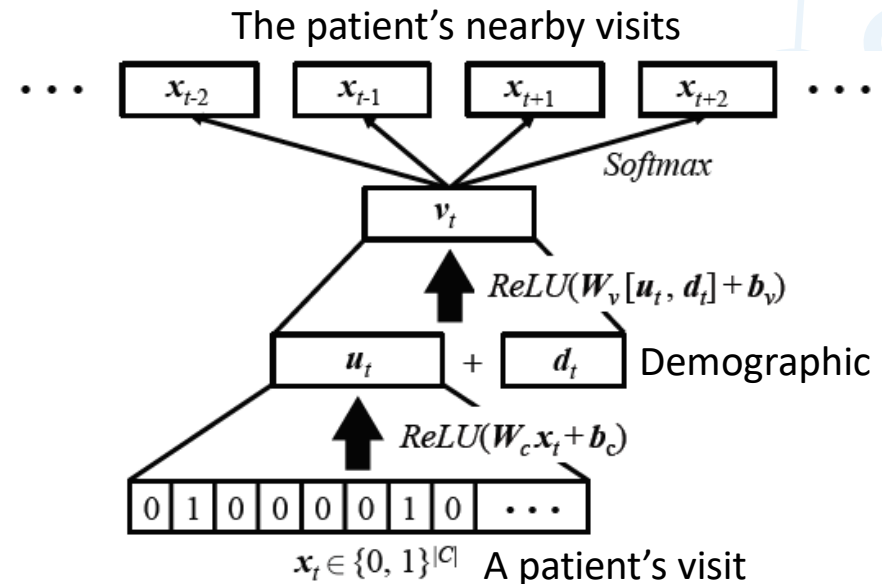 The patient's nearby visits
··· x_{t-2} x_{t-1} x_{t+1} x_{t+2} ···
Softmax
v_t
ReLU(W_v[u_t, d_t]+b_v)
u_t + d_t Demographic
ReLU(W_c x_t+b_c)
0 1 0 0 0 0 1 0 ···
x_t ∈ {0, 1}^{|C|} A patient's visit